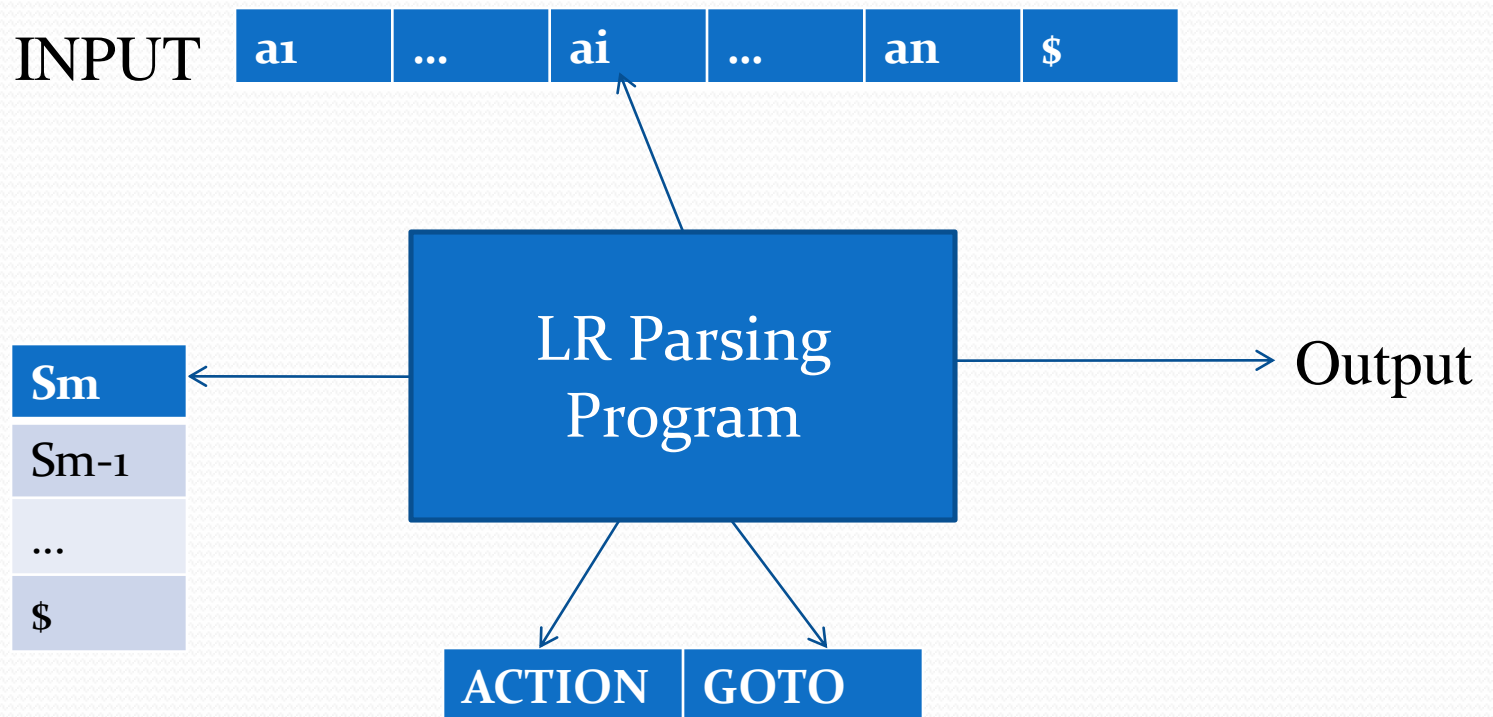 INPUT a1 ... ai ... an $
LR Parsing
Program
Output
Sm
Sm-1
...
$
ACTION GOTO